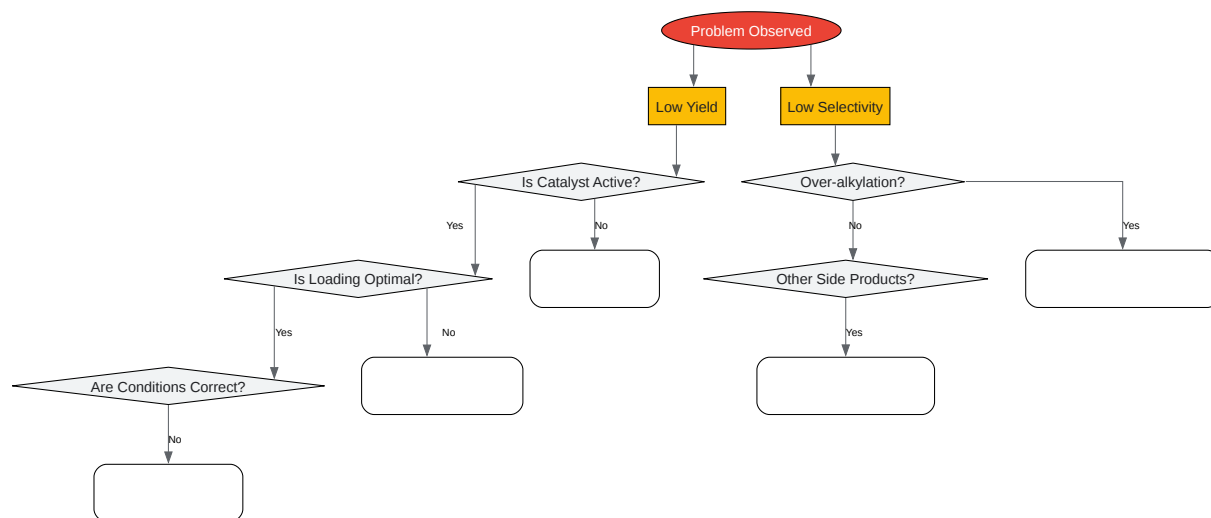 Problem Observed
Low Yield
Low Selectivity
Is Catalyst Active?
Over-alkylation?
Yes
No
No
Yes
Is Loading Optimal?
Other Side Products?
Yes
No
Yes
Are Conditions Correct?
No